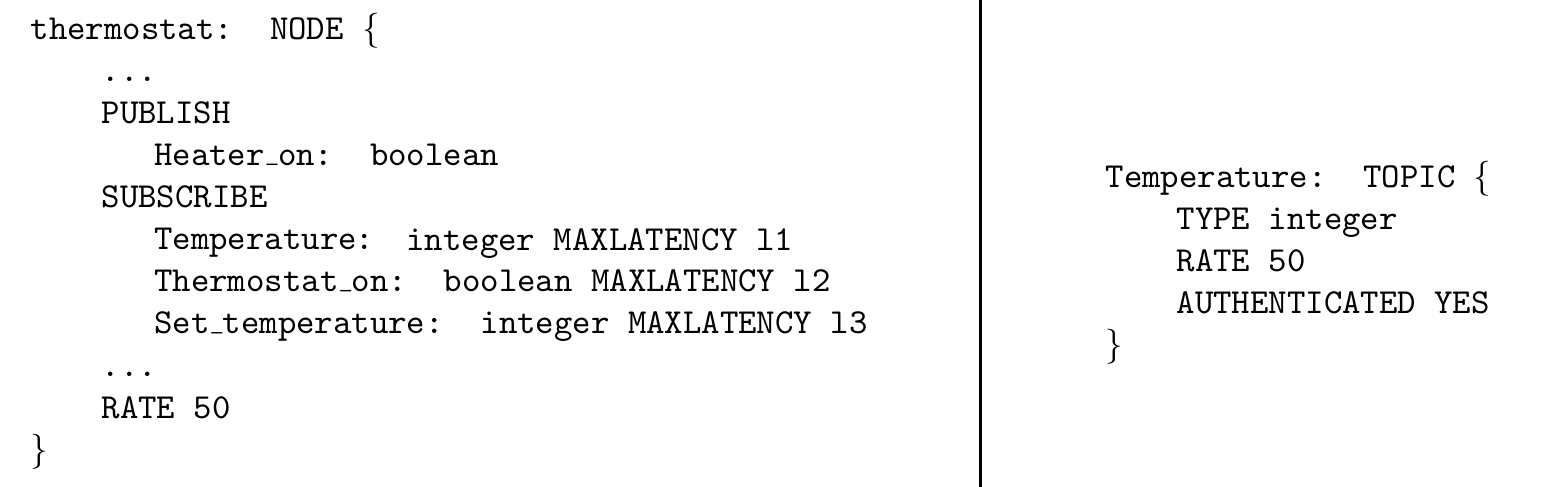 thermostat: NODE {
...
PUBLISH
Heater_on: boolean
SUBSCRIBE
Temperature: integer MAXLATENCY l1
Thermostat_on: boolean MAXLATENCY l2
Set_temperature: integer MAXLATENCY l3
...
RATE 50
}
Temperature: TOPIC {
TYPE integer
RATE 50
AUTHENTICATED YES
}